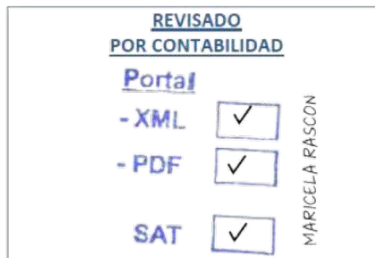 REVISADO
POR CONTABILIDAD
Portal
- XML ✓
- PDF ✓
SAT ✓
MARICELA RASCON